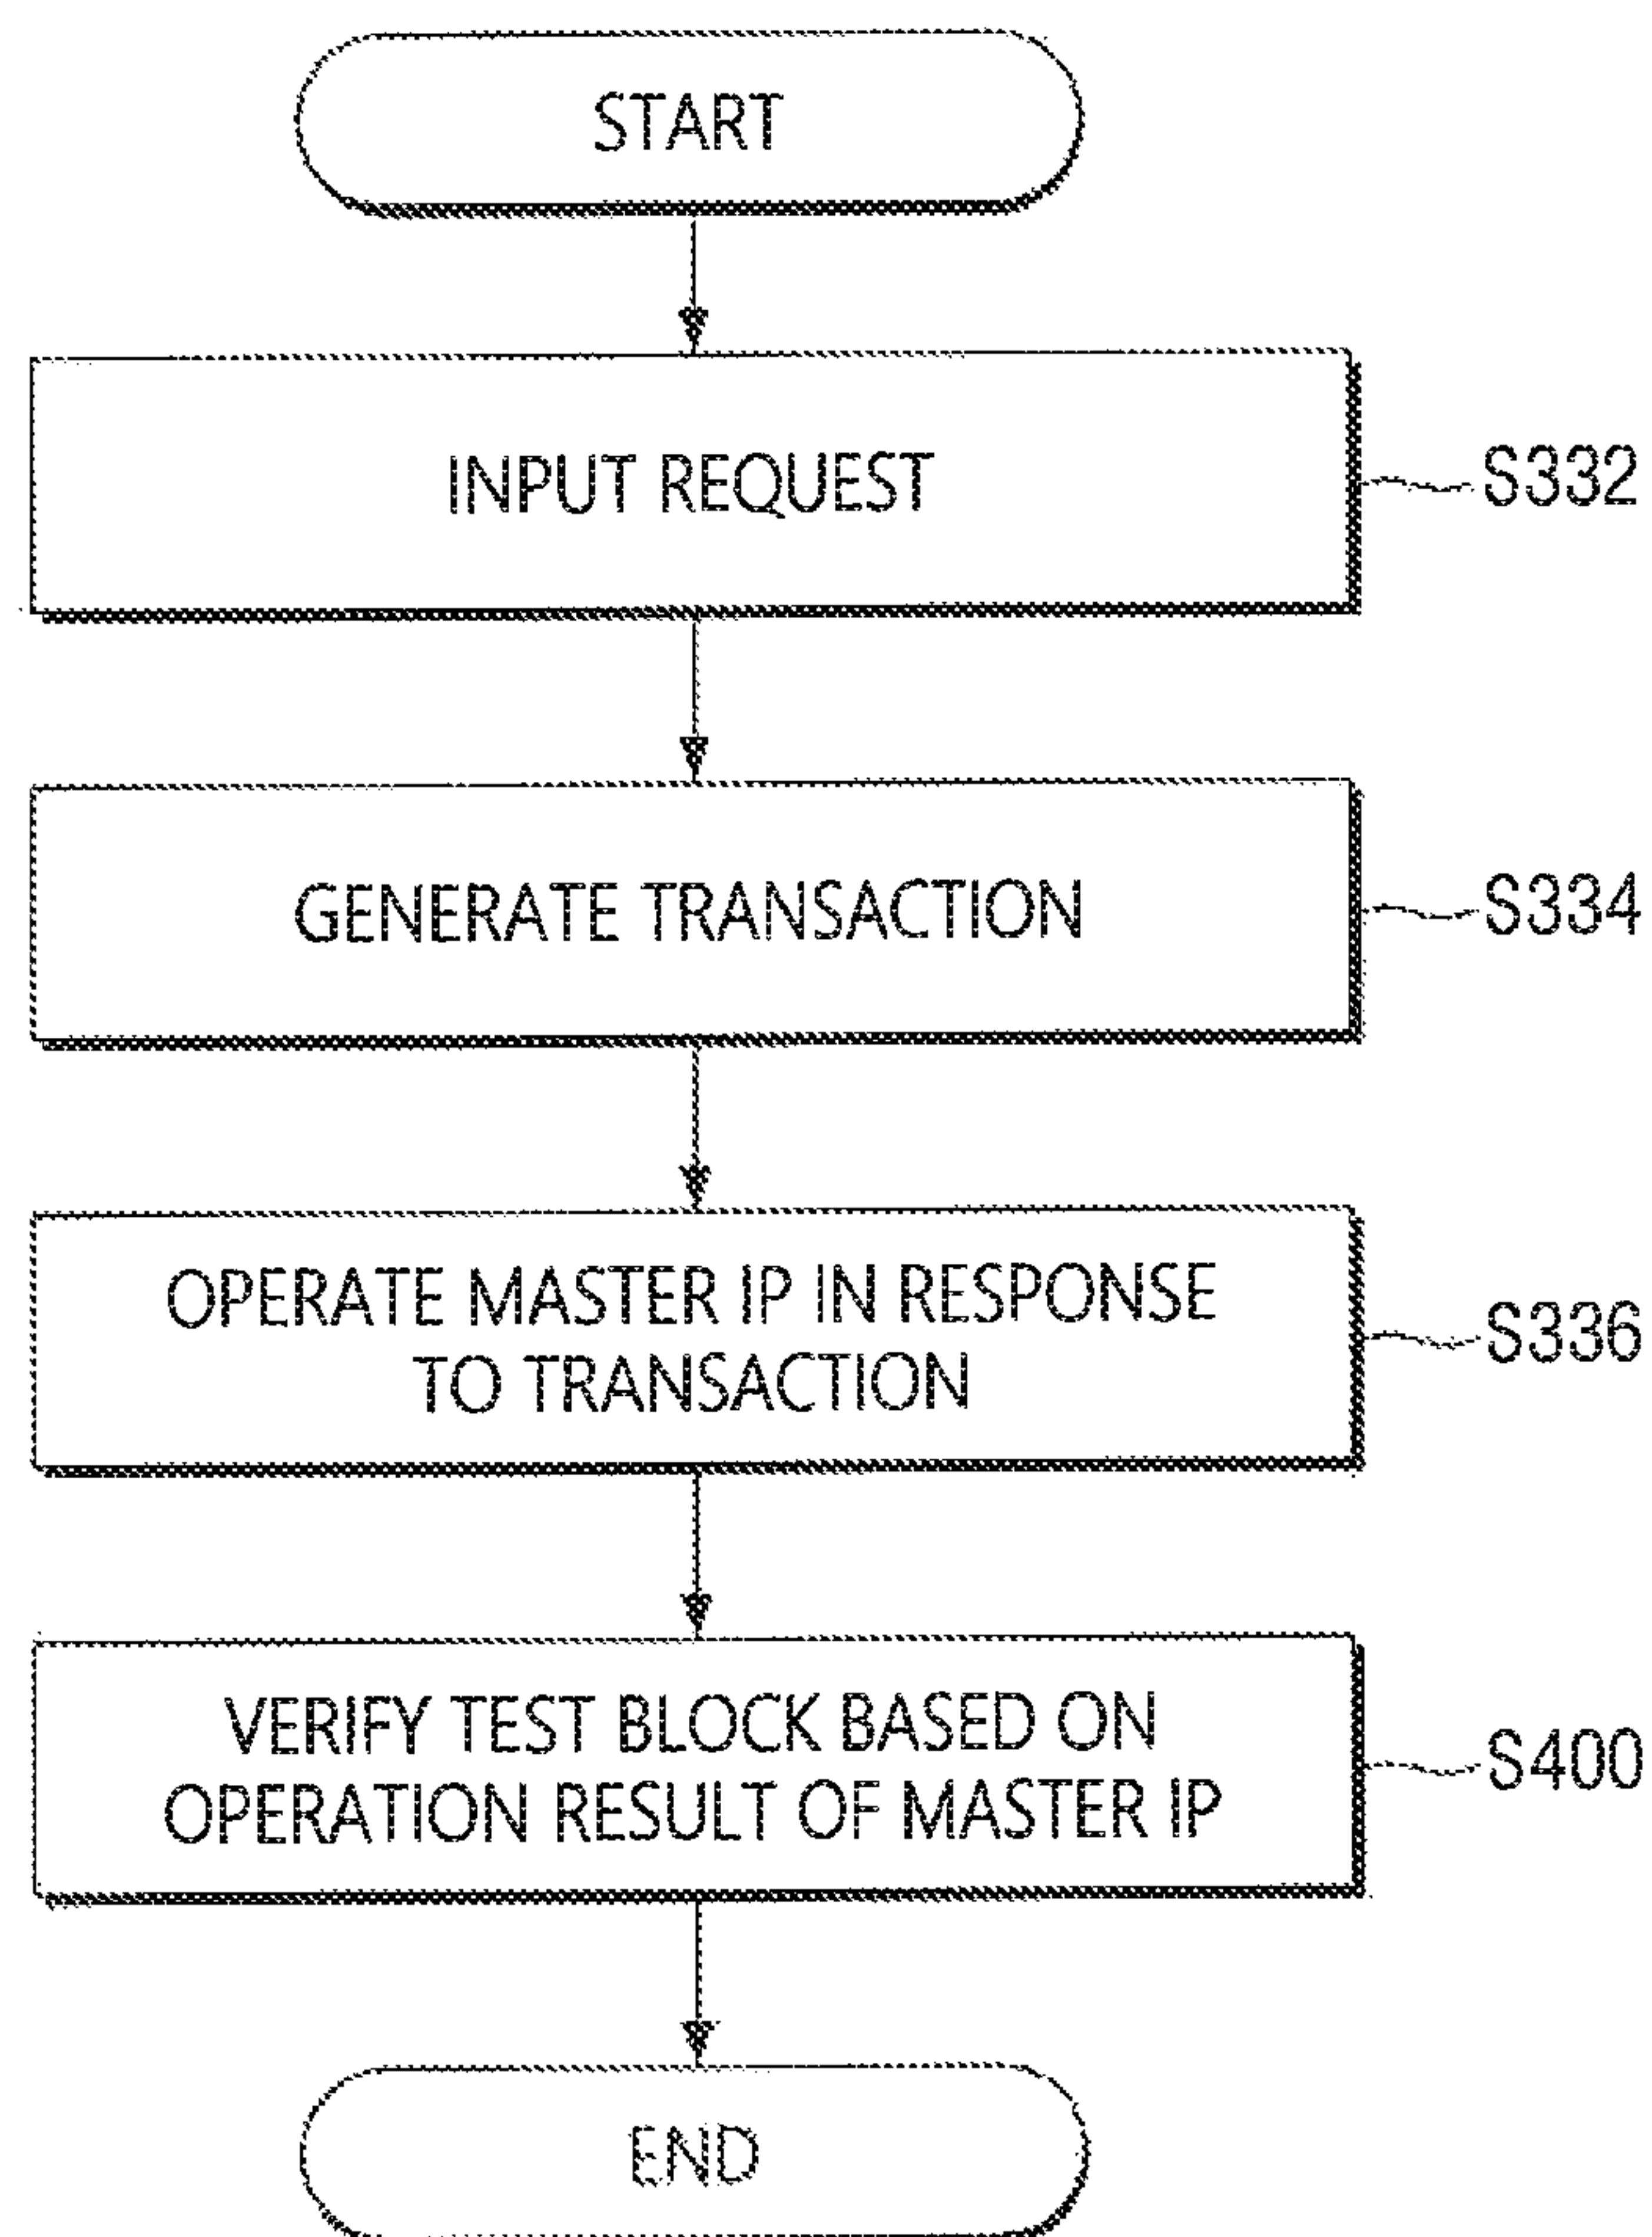 START
INPUT REQUEST
S332
GENERATE TRANSACTION
S334
OPERATE MASTER IP IN RESPONSE
TO TRANSACTION
S336
VERIFY TEST BLOCK BASED ON
OPERATION RESULT OF MASTER IP
S400
END